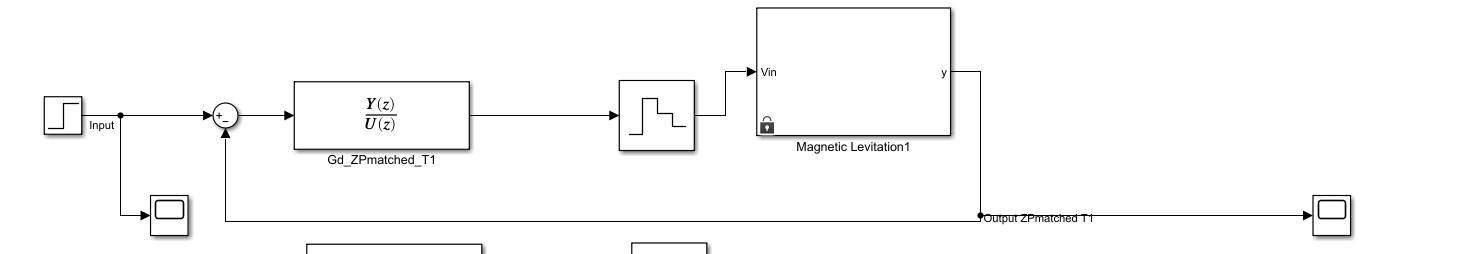 Vin
y
Y(z)
U(z)
+
_
Input
Magnetic Levitation1
Gd_ZPmatched_T1
Output ZPmatched T1